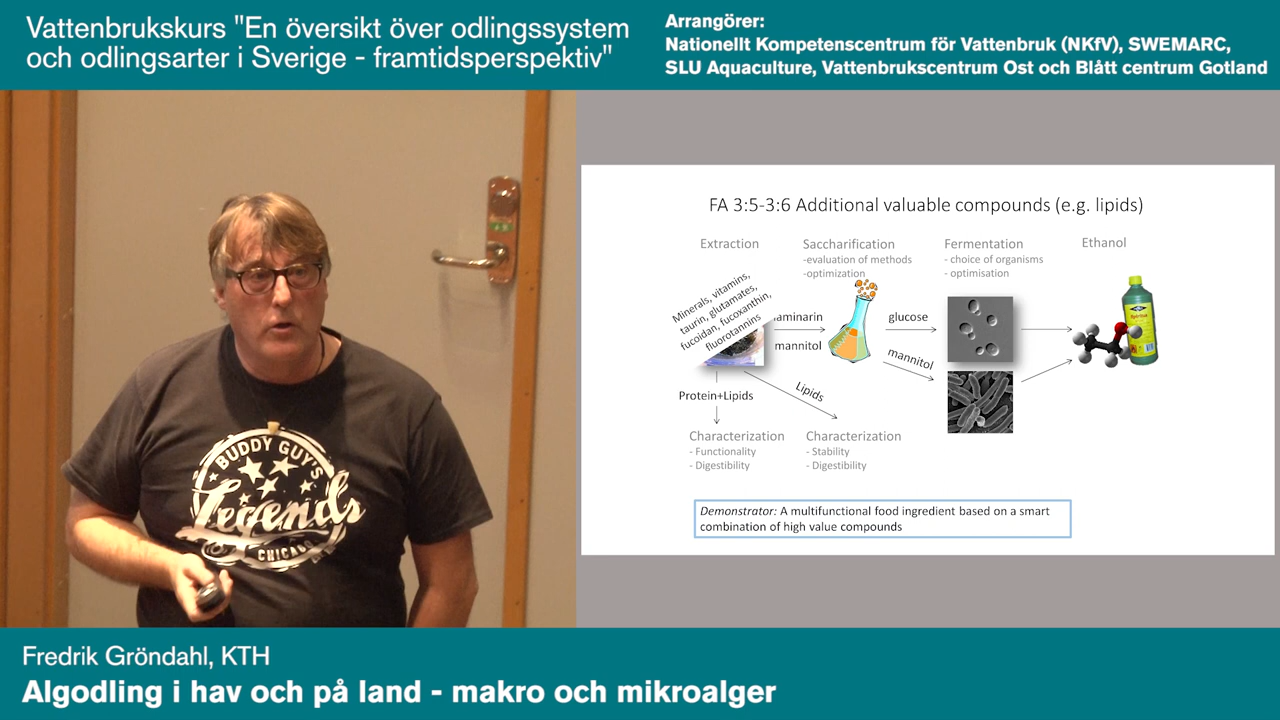 Vattenbrukskurs "En översikt över odlingssystem
och odlingsarter i Sverige - framtidsperspektiv"
Arrangörer:
Nationellt Kompetenscentrum för Vattenbruk (NKfV), SWEMARC,
SLU Aquaculture, Vattenbrukscentrum Ost och Blått centrum Gotland
BUDDY GUY'S
Legends
CHICAGO
FA 3:5-3:6 Additional valuable compounds (e.g. lipids)
Extraction
Saccharification
-evaluation of methods
-optimization
Fermentation
- choice of organisms
- optimisation
Ethanol
Minerals, vitamins,
taurin, glutamates,
fucoidan, fucoxanthin,
fluorotannins
laminarin
mannitol
glucose
mannitol
Protein+Lipids
Lipids
Characterization
- Functionality
- Digestibility
Characterization
- Stability
- Digestibility
Demonstrator: A multifunctional food ingredient based on a smart
combination of high value compounds
Fredrik Gröndahl, KTH
Algodling i hav och på land - makro och mikroalger